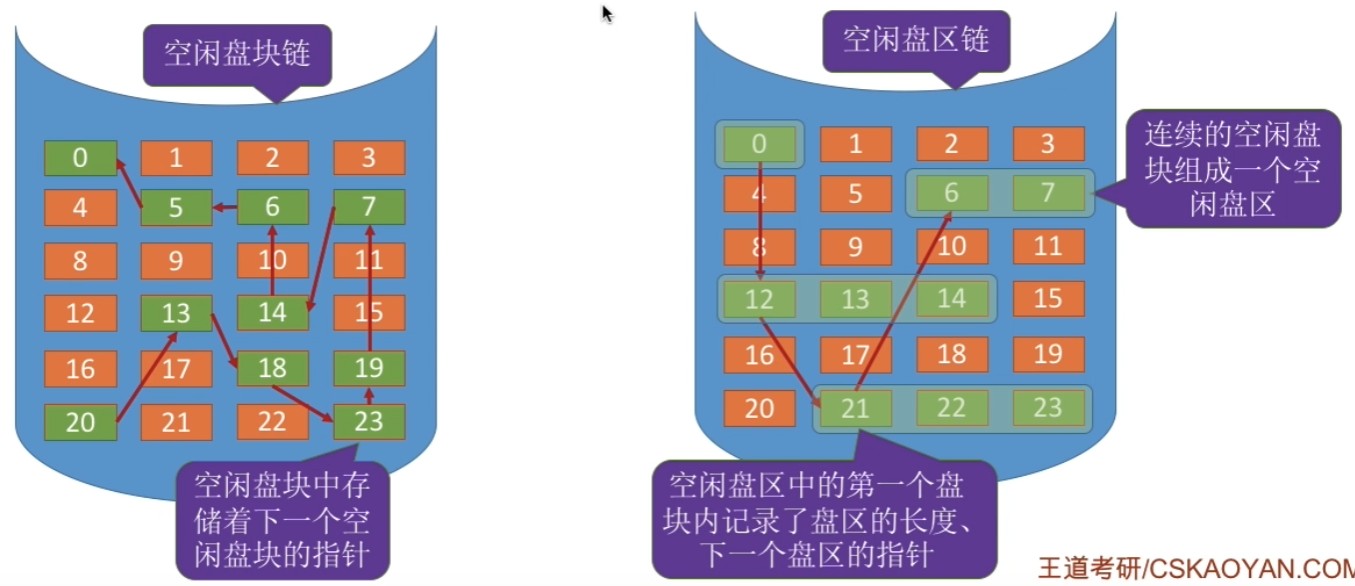 空闲盘块链
0 1 2 3
4 5 6 7
8 9 10 11
12 13 14 15
16 17 18 19
20 21 22 23
空闲盘块中存
储着下一个空
闲盘块的指针
空闲盘区链
0 1 2 3
4 5 6 7
8 9 10 11
12 13 14 15
16 17 18 19
20 21 22 23
连续的空闲盘
块组成一个空
闲盘区
空闲盘区中的第一个盘
块内记录了盘区的长度、
下一个盘区的指针
王道考研/CSKAOYAN.COM